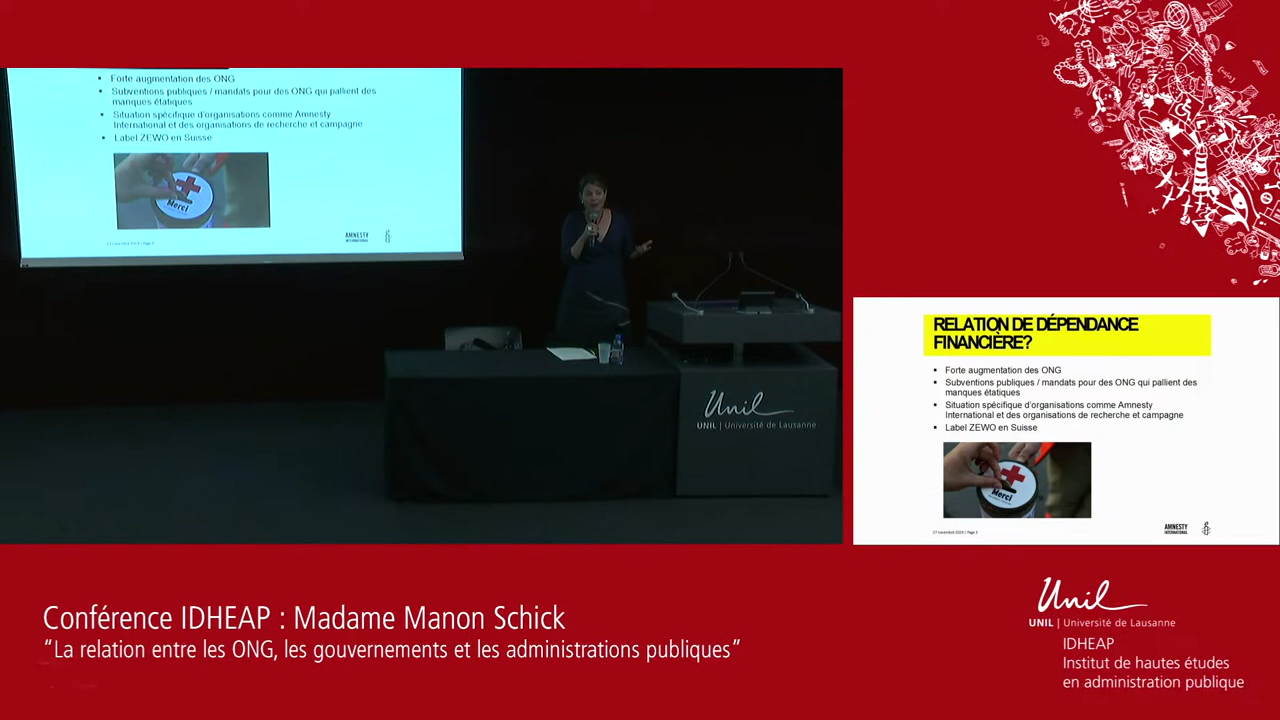 ▪ Forte augmentation des ONG
▪ Subventions publiques / mandats pour des ONG qui pallient des
manques étatiques
▪ Situation spécifique d'organisations comme Amnesty
International et des organisations de recherche et campagne
▪ Label ZEWO en Suisse
Merci
AMNESTY
INTERNATIONAL
Unil
UNIL | Université de Lausanne
RELATION DE DÉPENDANCE
FINANCIÈRE?
▪ Forte augmentation des ONG
▪ Subventions publiques / mandats pour des ONG qui pallient des
manques étatiques
▪ Situation spécifique d'organisations comme Amnesty
International et des organisations de recherche et campagne
▪ Label ZEWO en Suisse
Merci
AMNESTY
INTERNATIONAL
Conférence IDHEAP : Madame Manon Schick
“La relation entre les ONG, les gouvernements et les administrations publiques”
Unil
UNIL | Université de Lausanne
IDHEAP
Institut de hautes études
en administration publique